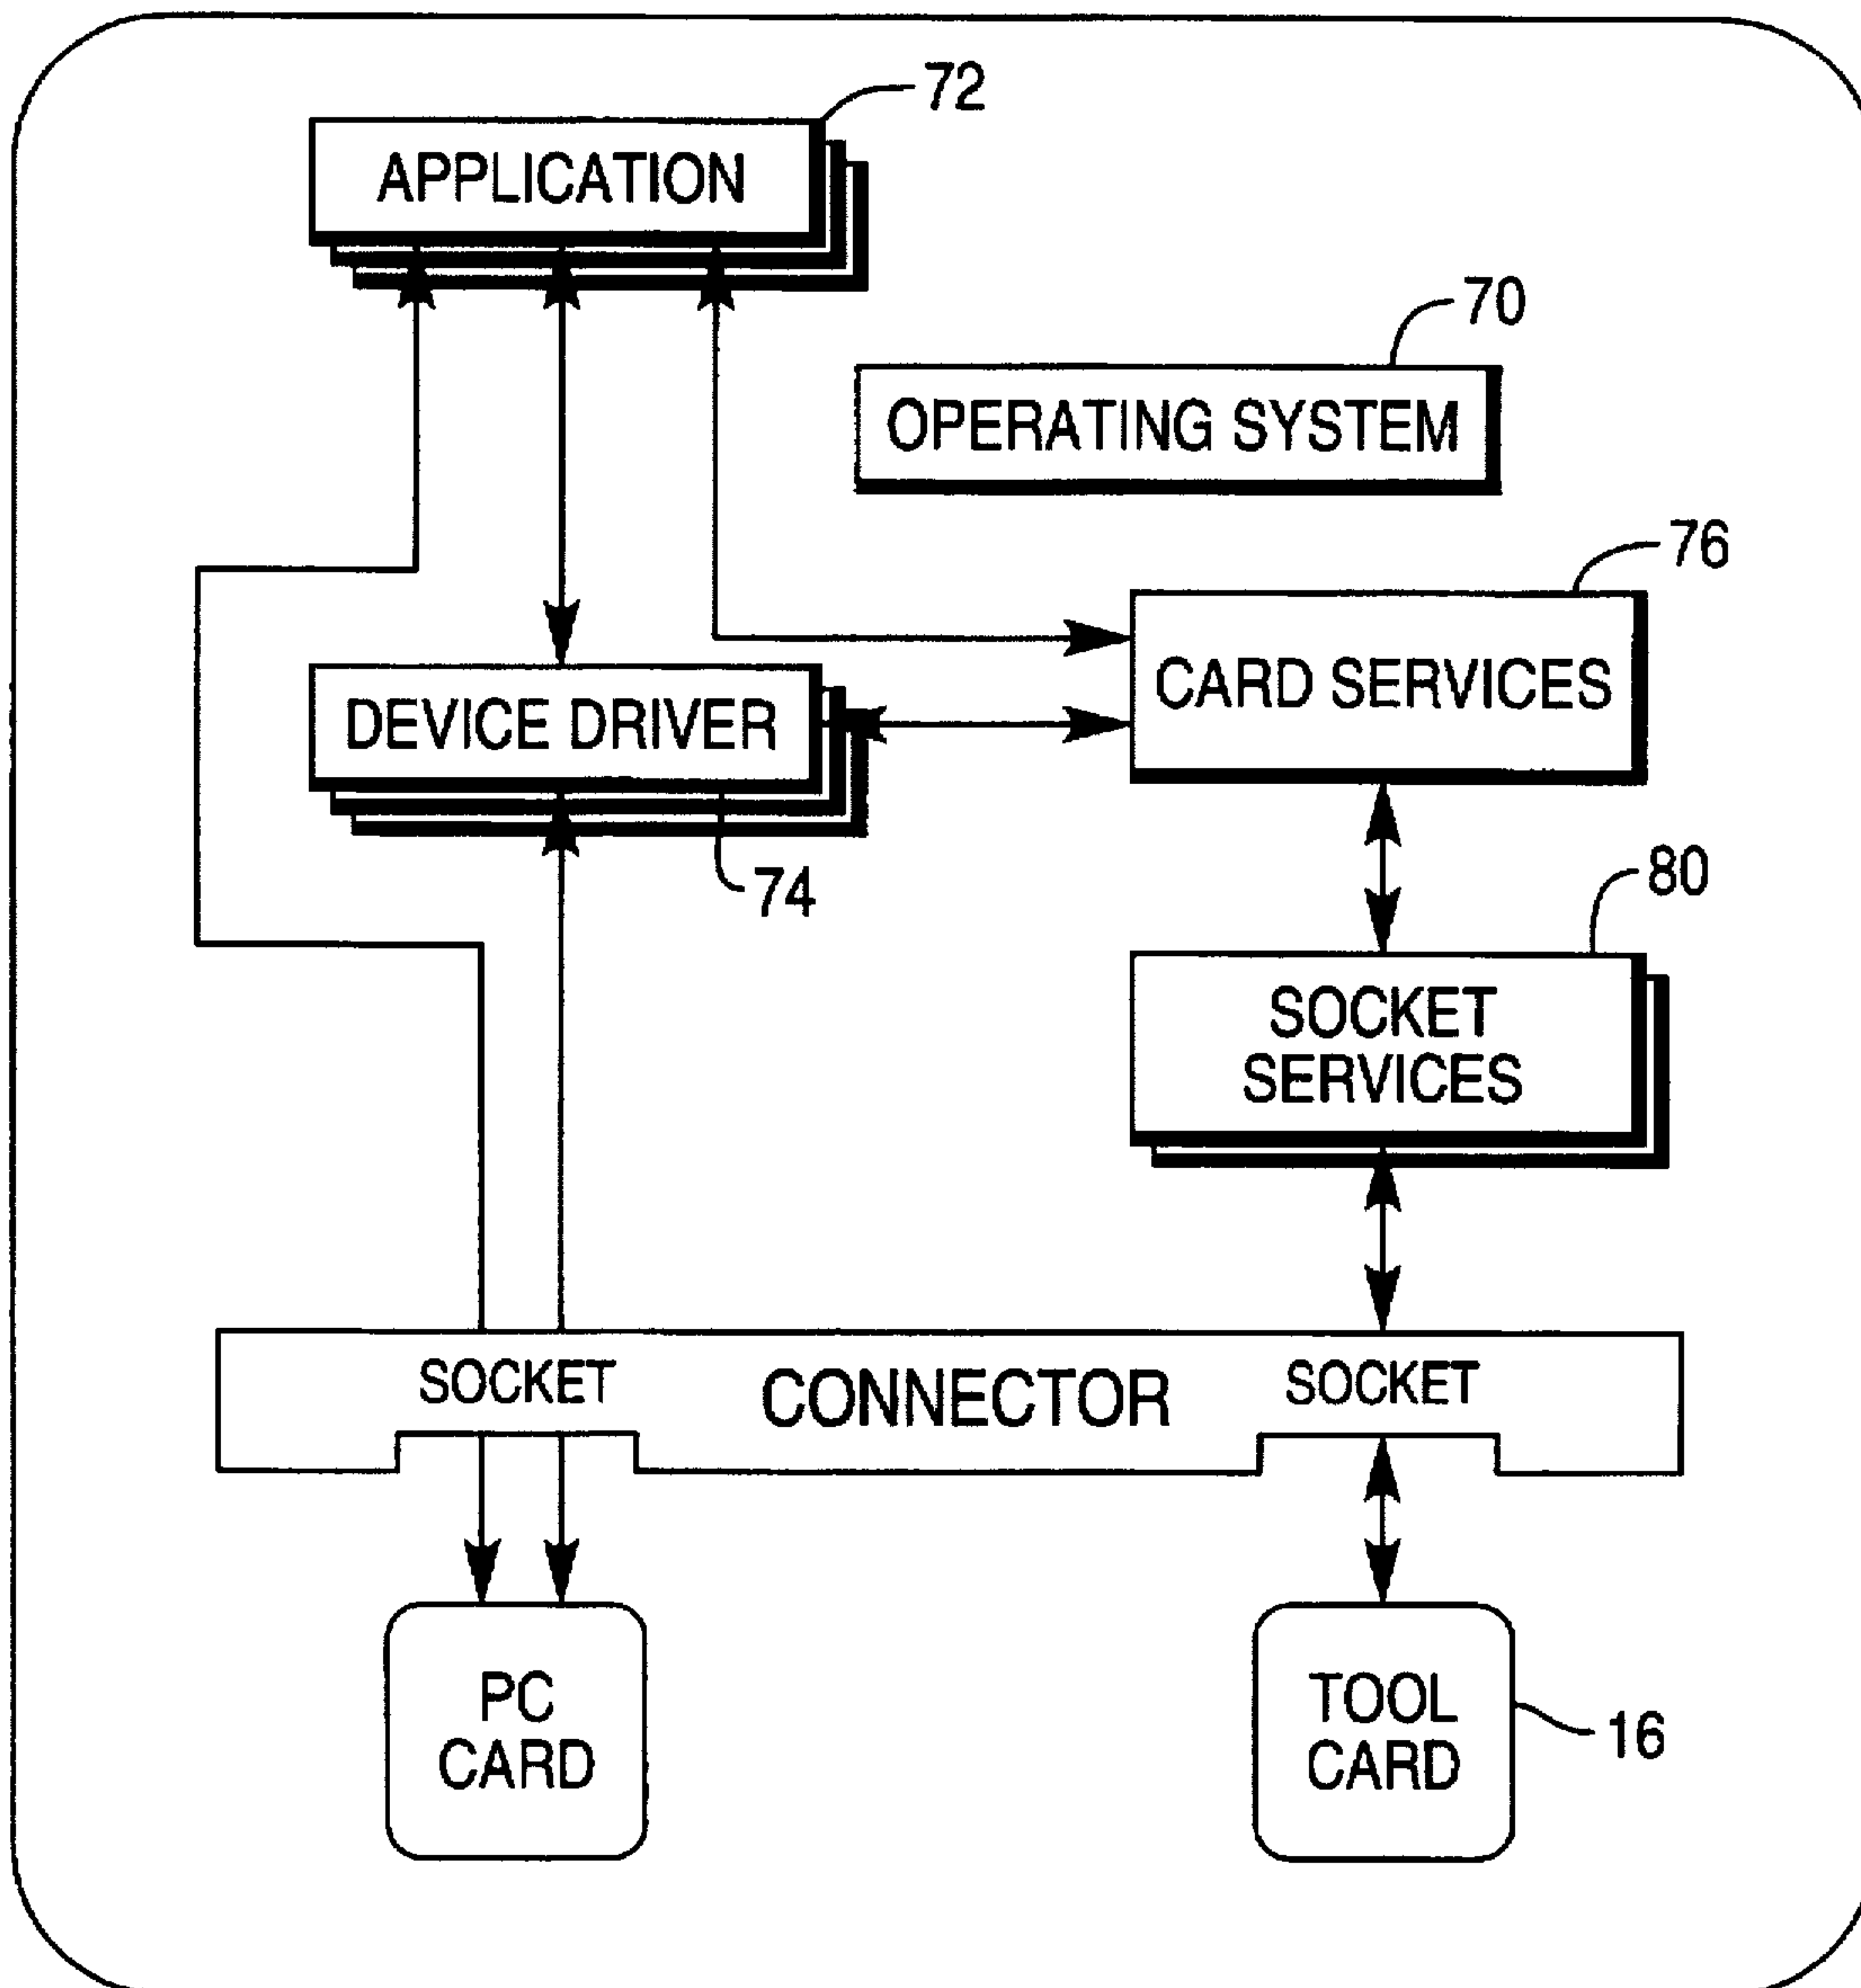 72
APPLICATION
70
OPERATING SYSTEM
76
CARD SERVICES
DEVICE DRIVER
74
80
SOCKET
SERVICES
SOCKET
CONNECTOR
SOCKET
PC
CARD
TOOL
CARD
16